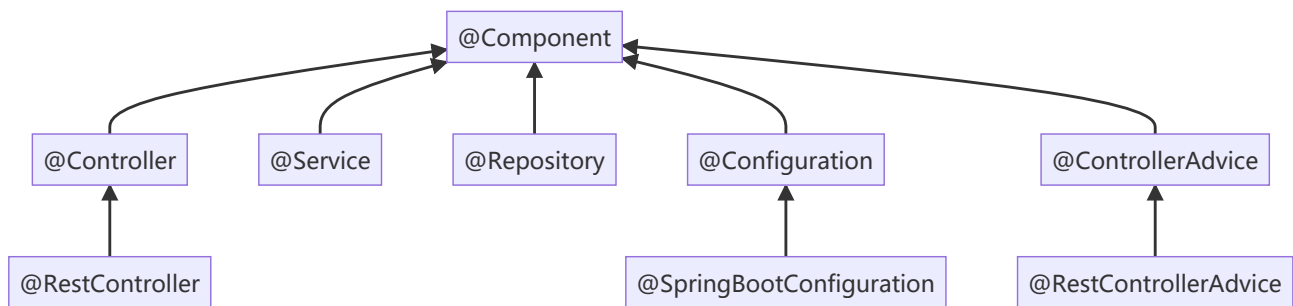 @Component
@Controller
@Service
@Repository
@Configuration
@ControllerAdvice
@RestController
@SpringBootConfiguration
@RestControllerAdvice